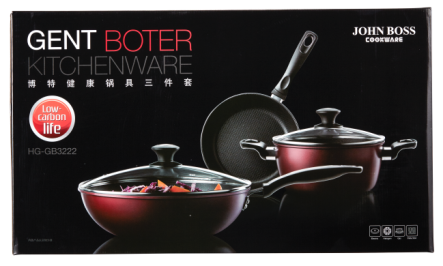 GENT BOTER
KITCHENWARE
博特健康锅具三件套
Low-
carbon
life
HG-GB3222
JOHN BOSS
COOKWARE